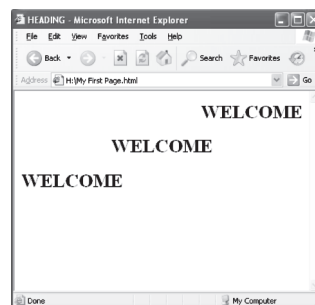 HEADING - Microsoft Internet Explorer
File Edit View Favorites Tools Help
Back Search Favorites
Address H:\My First Page.html Go
WELCOME
WELCOME
WELCOME
Done My Computer